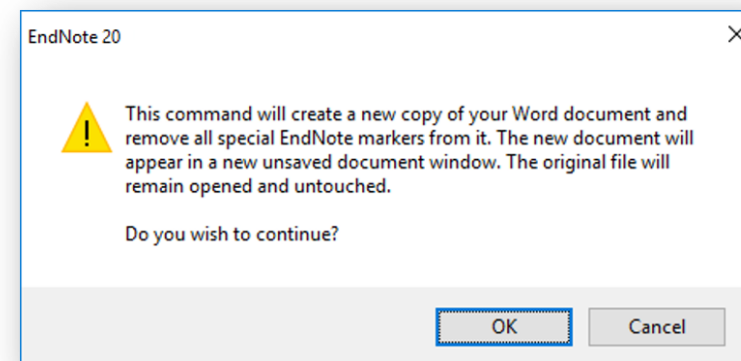 EndNote 20
This command will create a new copy of your Word document and
remove all special EndNote markers from it. The new document will
appear in a new unsaved document window. The original file will
remain opened and untouched.
Do you wish to continue?
OK
Cancel